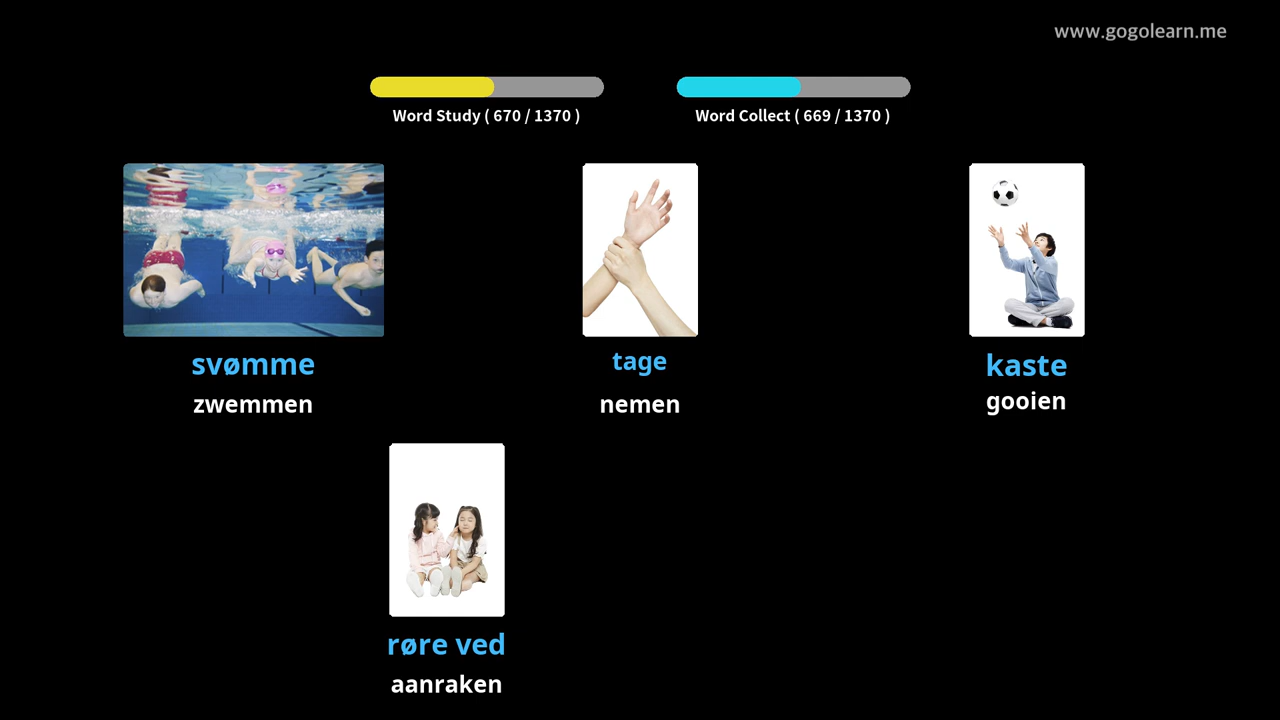 www.gogolearn.me
Word Study ( 670 / 1370 )
Word Collect ( 669 / 1370 )
svømme
tage
kaste
zwemmen
nemen
gooien
røre ved
aanraken